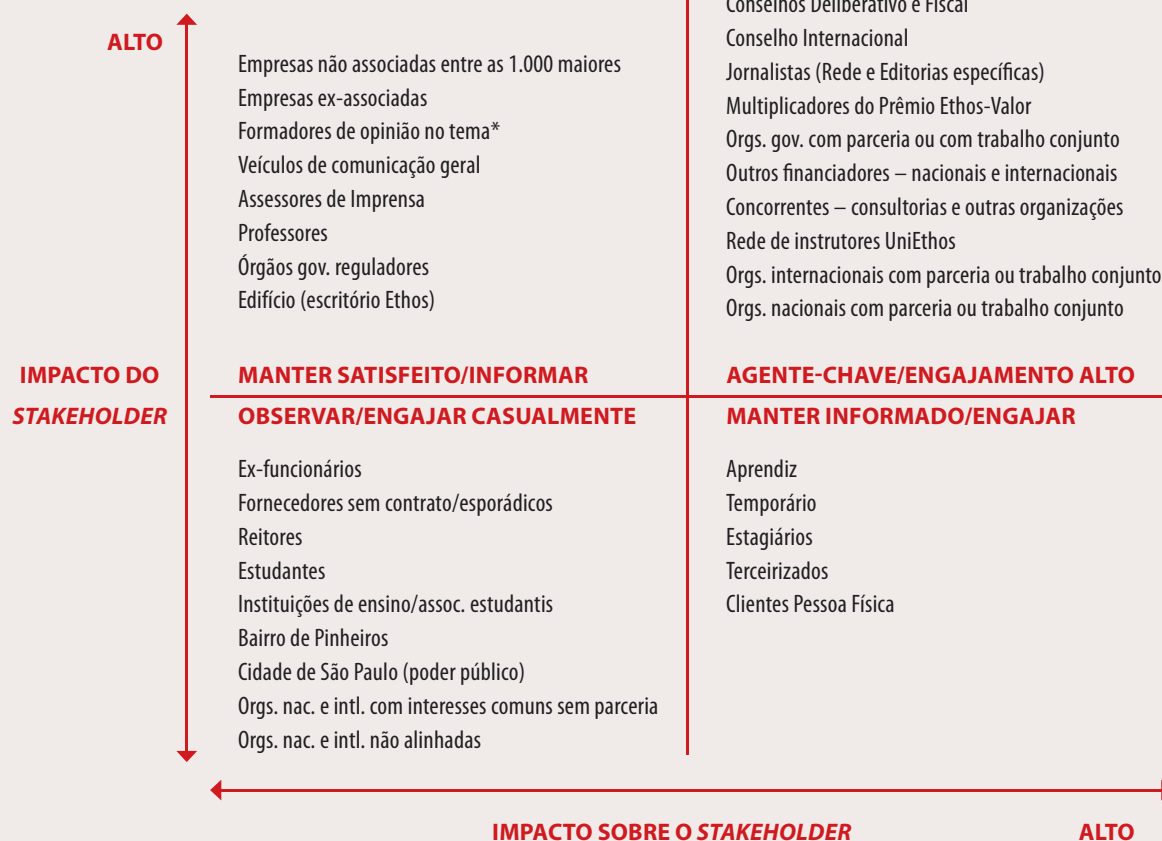 ALTO
Empresas não associadas entre as 1.000 maiores
Empresas ex-associadas
Formadores de opinião no tema*
Veículos de comunicação geral
Assessores de Imprensa
Professores
Órgãos gov. reguladores
Edifício (escritório Ethos)
Conselhos Deliberativo e Fiscal
Conselho Internacional
Jornalistas (Rede e Editorias específicas)
Multiplicadores do Prêmio Ethos-Valor
Orgs. gov. com parceria ou com trabalho conjunto
Outros financiadores – nacionais e internacionais
Concorrentes – consultorias e outras organizações
Rede de instrutores UniEthos
Orgs. internacionais com parceria ou trabalho conjunto
Orgs. nacionais com parceria ou trabalho conjunto
IMPACTO DO
STAKEHOLDER
MANTER SATISFEITO/INFORMAR
AGENTE-CHAVE/ENGAJAMENTO ALTO
OBSERVAR/ENGAJAR CASUALMENTE
MANTER INFORMADO/ENGAJAR
Ex-funcionários
Fornecedores sem contrato/esporádicos
Reitores
Estudantes
Instituições de ensino/assoc. estudantis
Bairro de Pinheiros
Cidade de São Paulo (poder público)
Orgs. nac. e intl. com interesses comuns sem parceria
Orgs. nac. e intl. não alinhadas
Aprendiz
Temporário
Estagiários
Terceirizados
Clientes Pessoa Física
IMPACTO SOBRE O STAKEHOLDER
ALTO